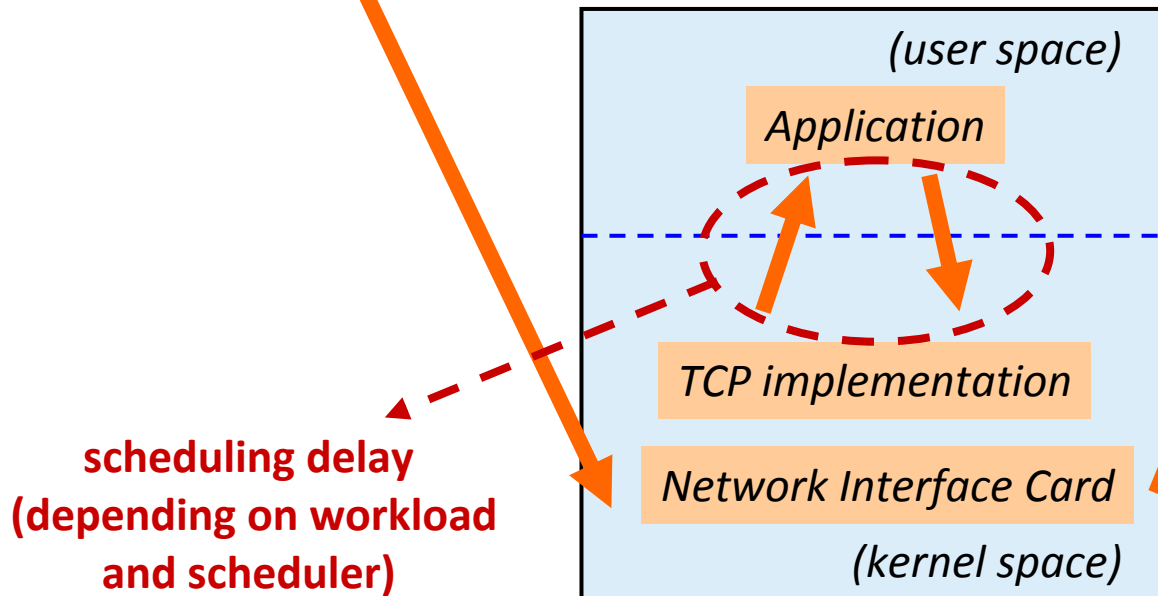 (user space)
Application
TCP implementation
scheduling delay
(depending on workload
and scheduler)
Network Interface Card
(kernel space)